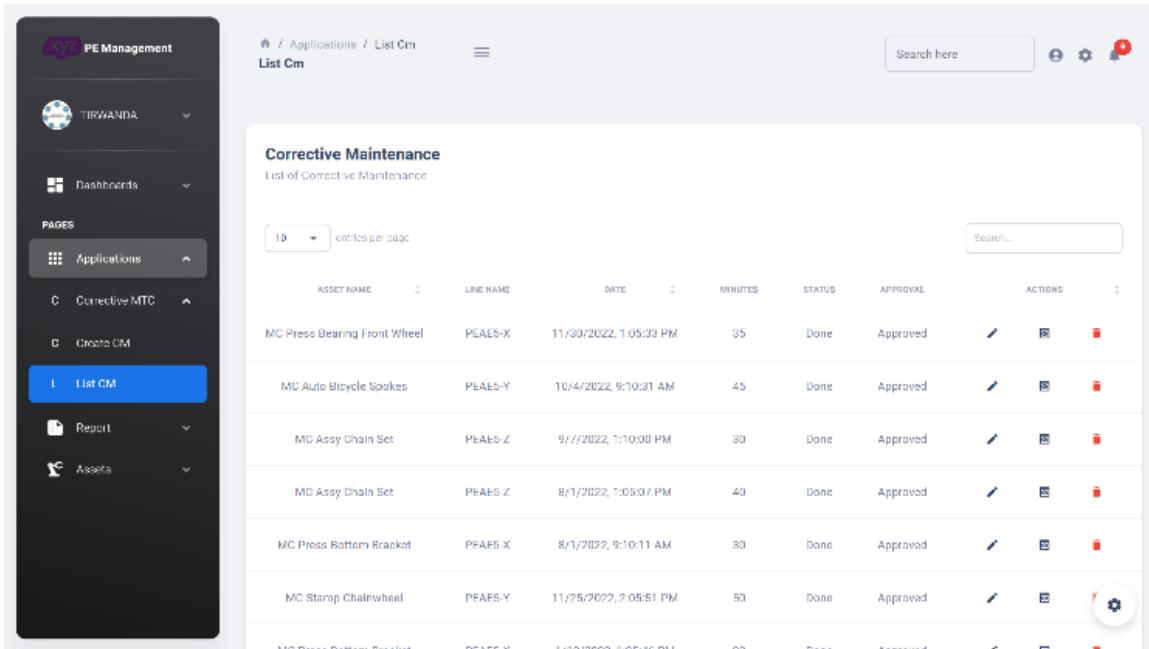 xyz PE Management
TIRWANDA
Dashboards
PAGES
Applications
C Corrective MTC
C Create CM
L List CM
Report
Assets
/ Applications / List Cm
List Cm
Search here
9
Corrective Maintenance
List of Corrective Maintenance
10 entries per page
Search...
ASSET NAME LINE NAME DATE MINUTES STATUS APPROVAL ACTIONS
MC Press Bearing Front Wheel PEAE5-X 11/30/2022, 1:05:33 PM 35 Done Approved
MC Auto Bicycle Spokes PEAE5-Y 10/4/2022, 9:10:31 AM 45 Done Approved
MC Assy Chain Set PEAE5-Z 9/7/2022, 1:10:00 PM 30 Done Approved
MC Assy Chain Set PEAE5-Z 8/1/2022, 1:05:07 PM 40 Done Approved
MC Press Bottom Bracket PEAE5-X 8/1/2022, 9:10:11 AM 30 Done Approved
MC Stamp Chainwheel PEAE5-Y 11/25/2022, 2:05:51 PM 50 Done Approved